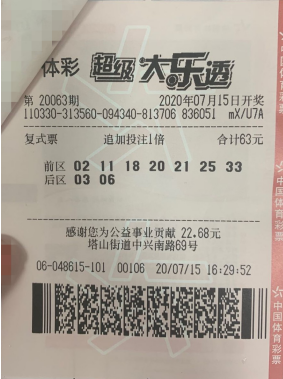 体彩 超级大乐透
第 20063期 2020年07月15日开奖
110330-313560-094340-813706 836051 mX/U7A
复式票 追加投注1倍 合计63元
前区 02 11 18 20 21 25 33
后区 03 06
感谢您为公益事业贡献 22.68元
塔山街道中兴南路69号
06-048615-101 00106 20/07/15 16:29:52
中国体育彩票
中国体育彩票